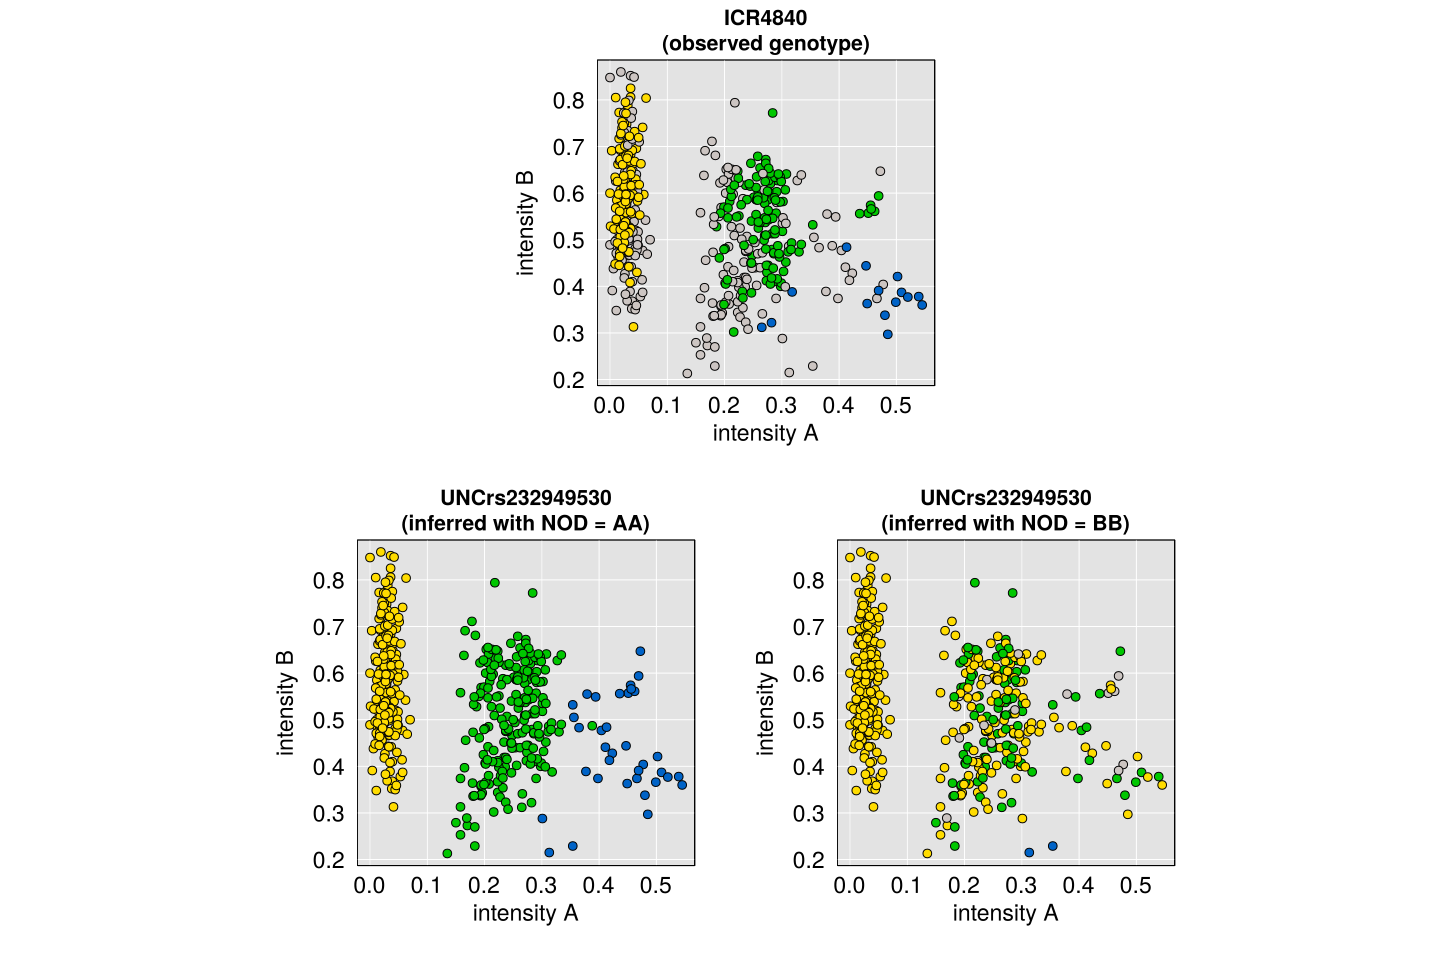 ICR4840
(observed genotype)
intensity B
0.8
0.7
0.6
0.5
0.4
0.3
0.2
0.0 0.1 0.2 0.3 0.4 0.5
intensity A
UNCrs232949530
(inferred with NOD = AA)
intensity B
0.8
0.7
0.6
0.5
0.4
0.3
0.2
0.0 0.1 0.2 0.3 0.4 0.5
intensity A
UNCrs232949530
(inferred with NOD = BB)
intensity B
0.8
0.7
0.6
0.5
0.4
0.3
0.2
0.0 0.1 0.2 0.3 0.4 0.5
intensity A